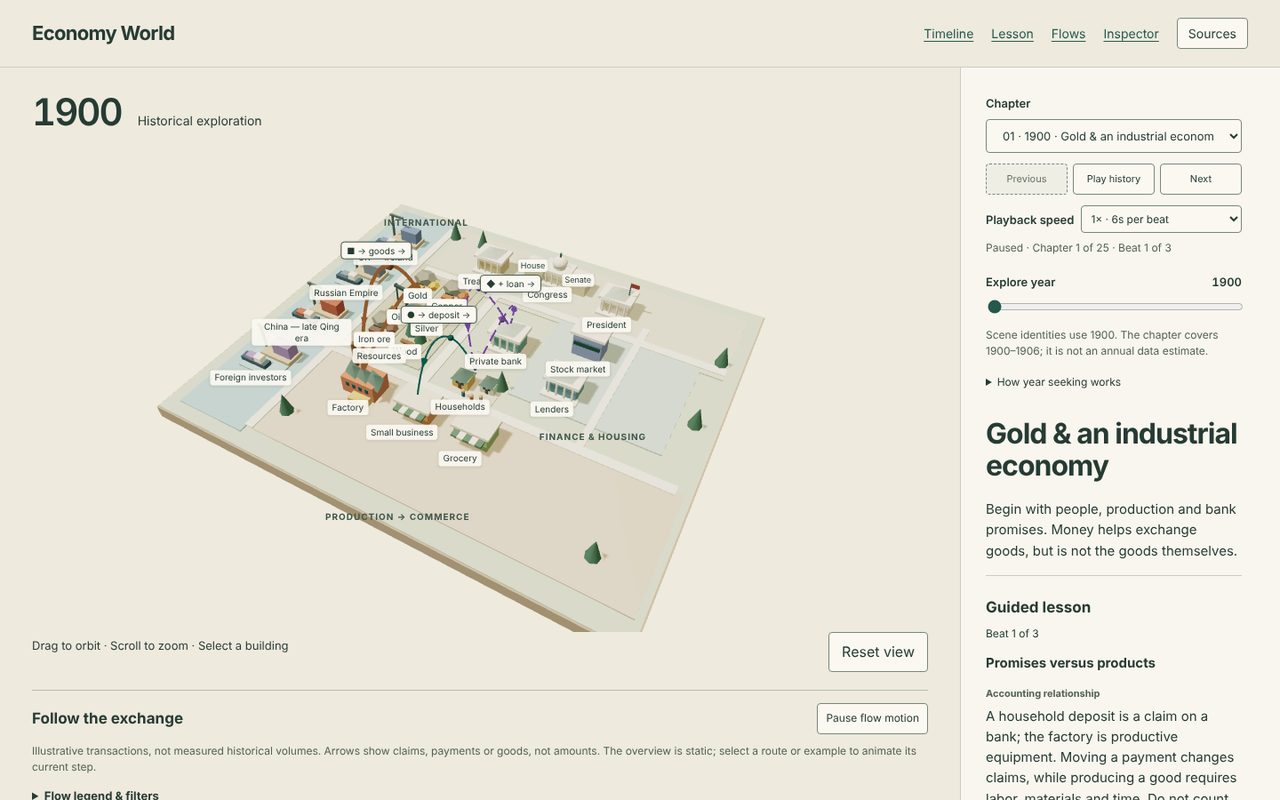 Economy World
Timeline
Lesson
Flows
Inspector
Sources
1900
Historical exploration
INTERNATIONAL
■ → goods →
Russian Empire
China — late Qing
era
Foreign investors
Gold
Iron ore
Resources
Silver
● → deposit →
◆ + loan →
House
Senate
Congress
President
Private bank
Stock market
Factory
Households
Lenders
Small business
Grocery
FINANCE & HOUSING
PRODUCTION → COMMERCE
Drag to orbit · Scroll to zoom · Select a building
Reset view
Follow the exchange
Pause flow motion
Illustrative transactions, not measured historical volumes. Arrows show claims, payments or goods, not amounts. The overview is static; select a route or example to animate its
current step.
Flow legend & filters
Chapter
01 · 1900 · Gold & an industrial econom
Previous
Play history
Next
Playback speed
1× · 6s per beat
Paused · Chapter 1 of 25 · Beat 1 of 3
Explore year
1900
Scene identities use 1900. The chapter covers
1900–1906; it is not an annual data estimate.
How year seeking works
Gold & an industrial
economy
Begin with people, production and bank
promises. Money helps exchange
goods, but is not the goods themselves.
Guided lesson
Beat 1 of 3
Promises versus products
Accounting relationship
A household deposit is a claim on a
bank; the factory is productive
equipment. Moving a payment changes
claims, while producing a good requires
labor, materials and time. Do not count